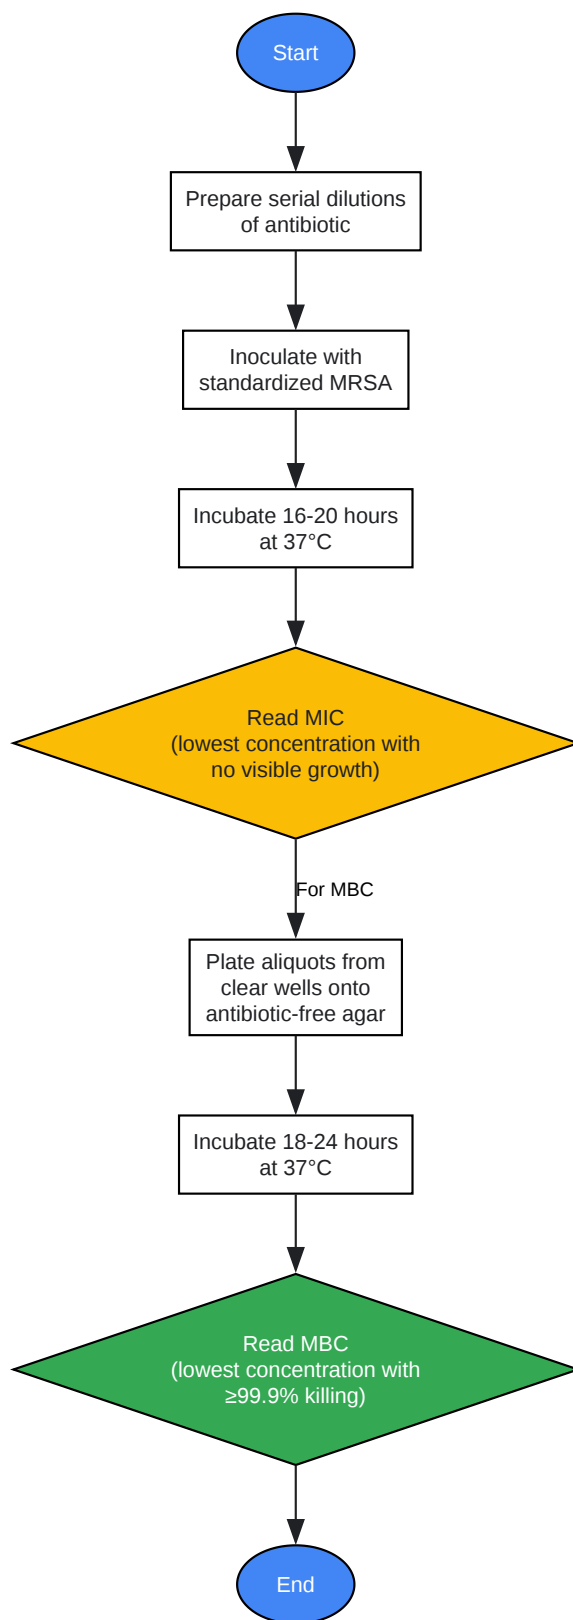 Start
Prepare serial dilutions
of antibiotic
Inoculate with
standardized MRSA
Incubate 16-20 hours
at 37°C
Read MIC
(lowest concentration with
no visible growth)
For MBC
Plate aliquots from
clear wells onto
antibiotic-free agar
Incubate 18-24 hours
at 37°C
Read MBC
(lowest concentration with
≥99.9% killing)
End